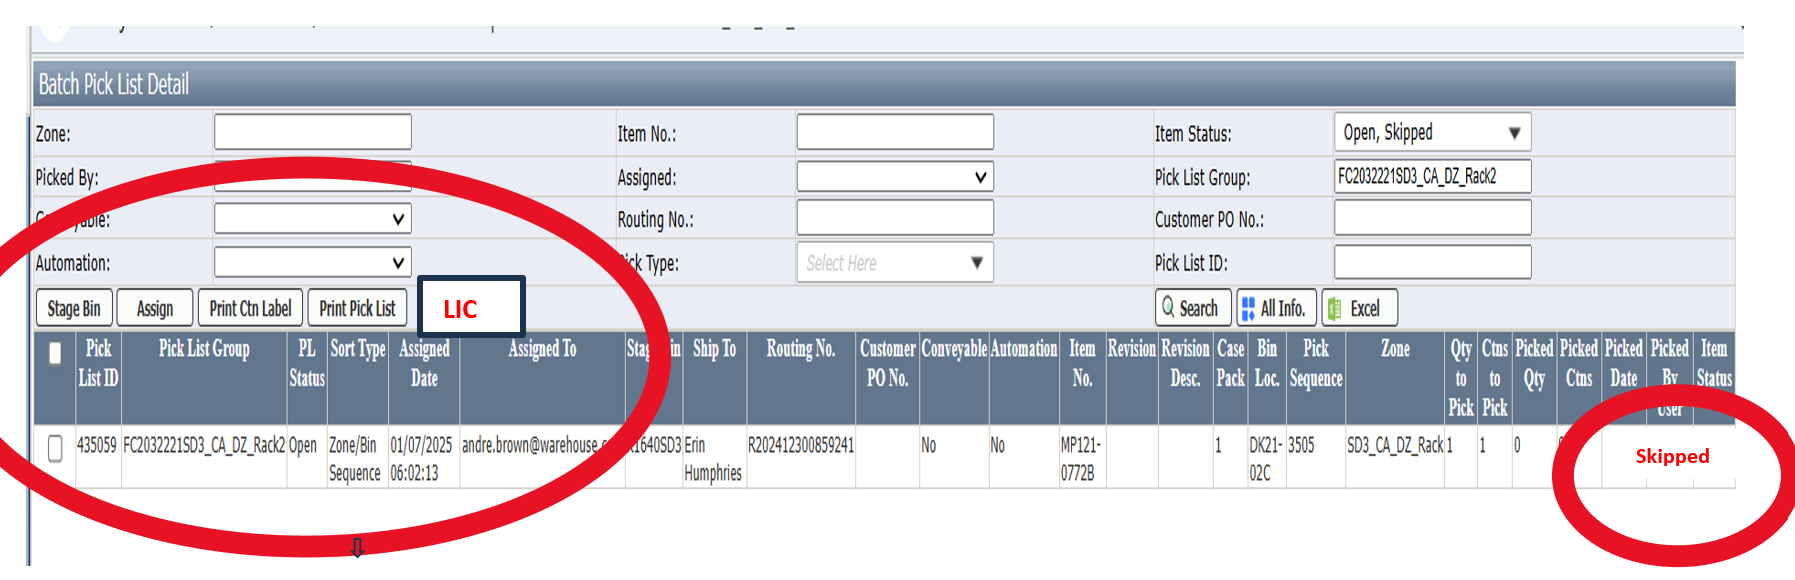 Batch Pick List Detail
Zone: Item No.: Item Status: Open, Skipped
Picked By: Assigned: Pick List Group: FC2032221SD3_CA_DZ_Rack2
Routing No.: Customer PO No.:
Automation: Pick Type: Select Here Pick List ID:
Stage Bin Assign Print Ctn Label Print Pick List LIC Search All Info. Excel
Pick List ID Pick List Group PL Status Sort Type Assigned Date Assigned To Ship To Routing No. Customer PO No. Conveyable Automation Item No. Revision Revision Desc. Case Pack Bin Loc. Pick Sequence Zone Qty to Pick Ctns to Pick Picked Qty Picked Ctns Picked Date Picked By User Item Status
435059 FC2032221SD3_CA_DZ_Rack2 Open Zone/Bin 01/07/2025 andre.brown@warehouse. 1640SD3 Erin R202412300859241 No No MP121- 1 DK21- 3505 SD3_CA_DZ_Rack 1 1 0 Skipped
Sequence 06:02:13 Humphries 0772B 02C